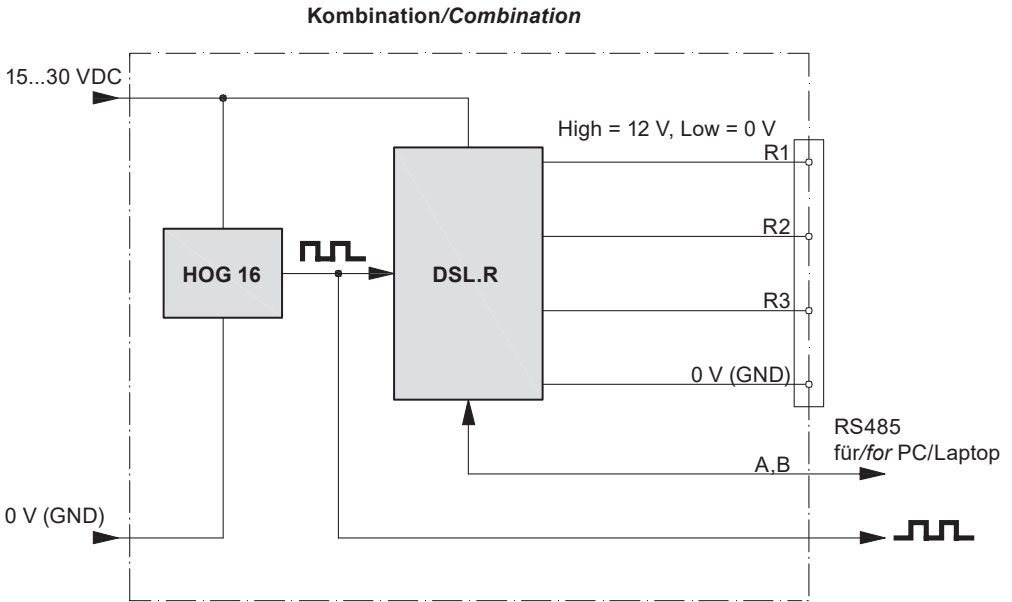 Kombination/Combination
15...30 VDC
High = 12 V, Low = 0 V
R1
R2
HOG 16
DSL.R
R3
0 V (GND)
RS485
für/for PC/Laptop
A,B
0 V (GND)